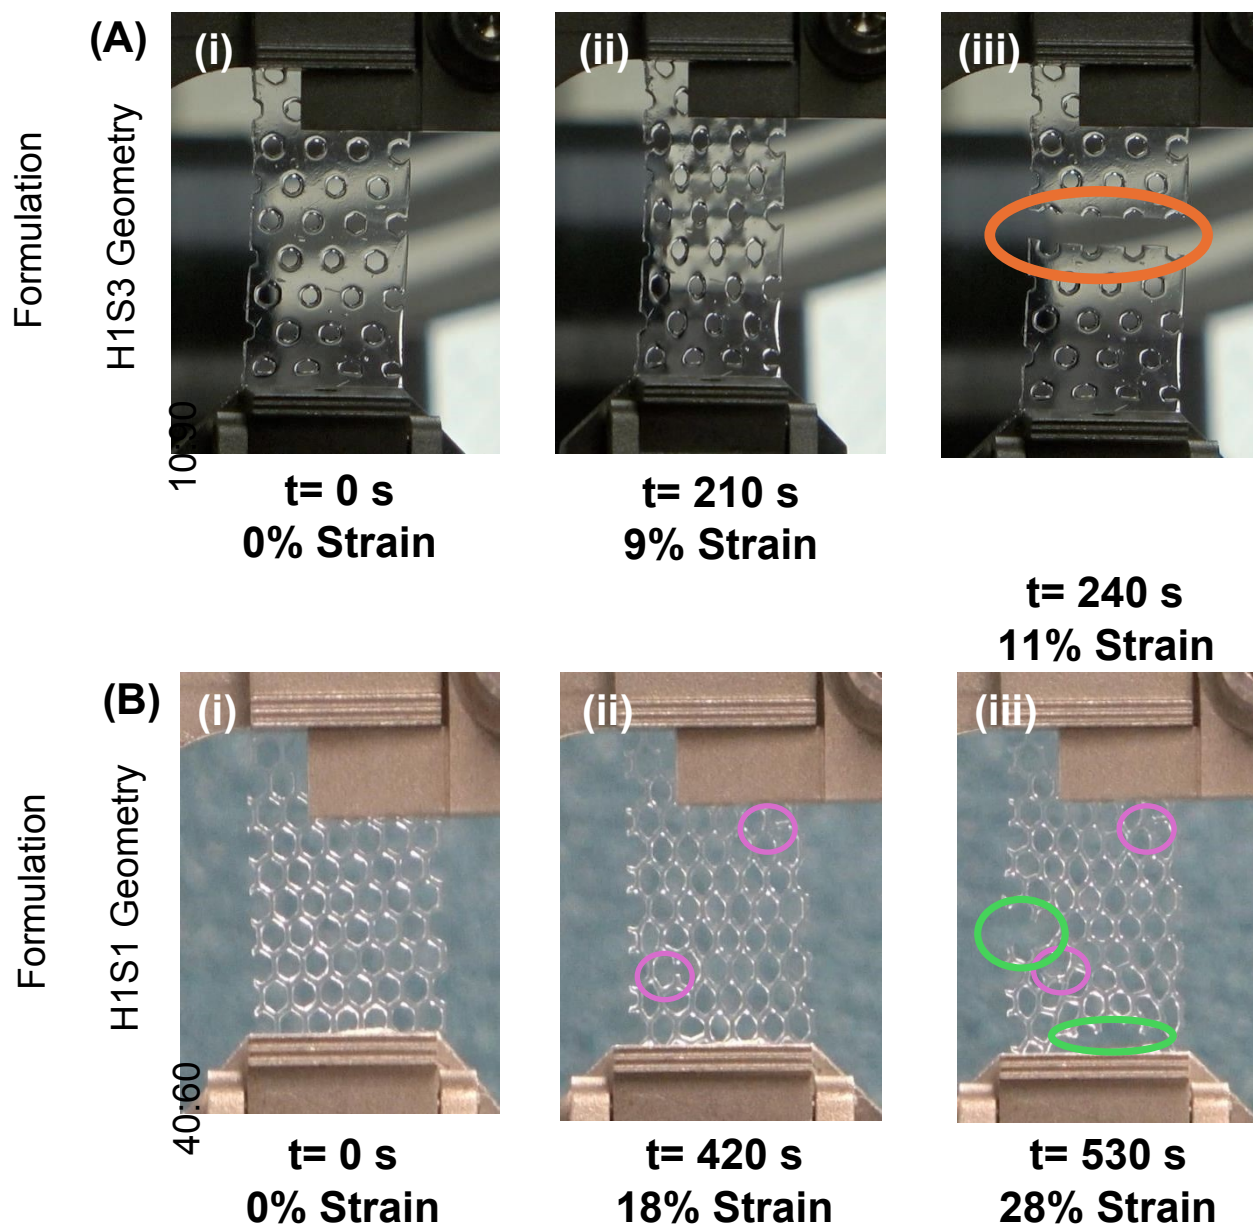 (A)
Formulation
10:90
H1S3 Geometry
(i)
(ii)
(iii)
t= 0 s
0% Strain
t= 210 s
9% Strain
t= 240 s
11% Strain
(B)
Formulation
40:60
H1S1 Geometry
(i)
(ii)
(iii)
t= 0 s
0% Strain
t= 420 s
18% Strain
t= 530 s
28% Strain